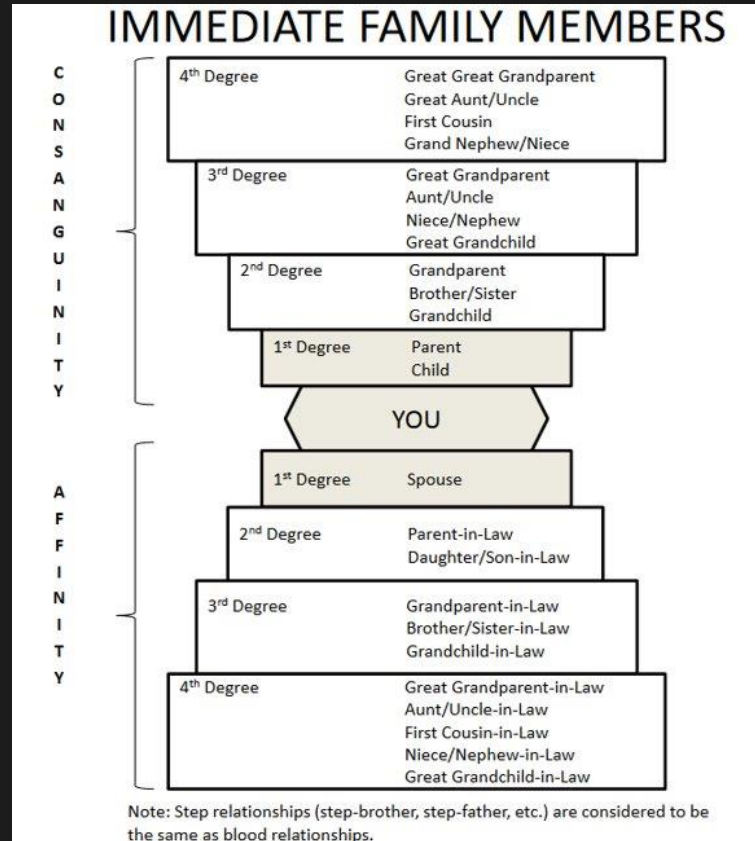 IMMEDIATE FAMILY MEMBERS
CONSANGUINITY
4th Degree Great Great Grandparent
Great Aunt/Uncle
First Cousin
Grand Nephew/Niece
3rd Degree Great Grandparent
Aunt/Uncle
Niece/Nephew
Great Grandchild
2nd Degree Grandparent
Brother/Sister
Grandchild
1st Degree Parent
Child
YOU
AFFINITY
1st Degree Spouse
2nd Degree Parent-in-Law
Daughter/Son-in-Law
3rd Degree Grandparent-in-Law
Brother/Sister-in-Law
Grandchild-in-Law
4th Degree Great Grandparent-in-Law
Aunt/Uncle-in-Law
First Cousin-in-Law
Niece/Nephew-in-Law
Great Grandchild-in-Law
Note: Step relationships (step-brother, step-father, etc.) are considered to be
the same as blood relationships.